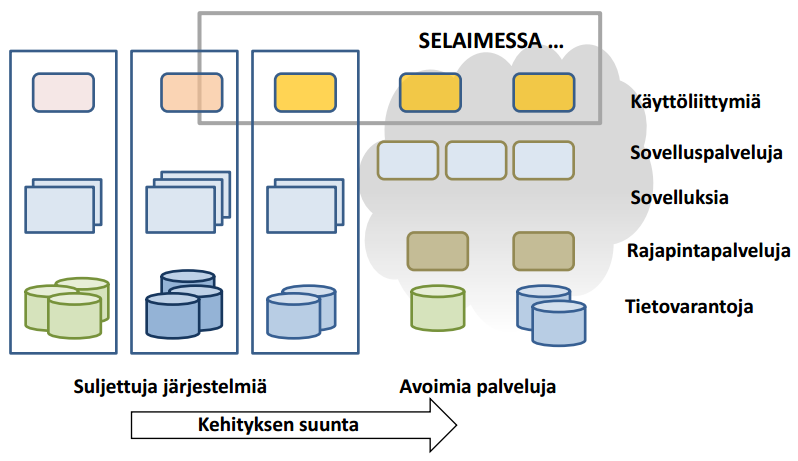 SELAIMESSA …
Käyttöliittymiä
Sovelluspalveluja
Sovelluksia
Rajapintapalveluja
Tietovarantoja
Suljettuja järjestelmiä
Avoimia palveluja
Kehityksen suunta